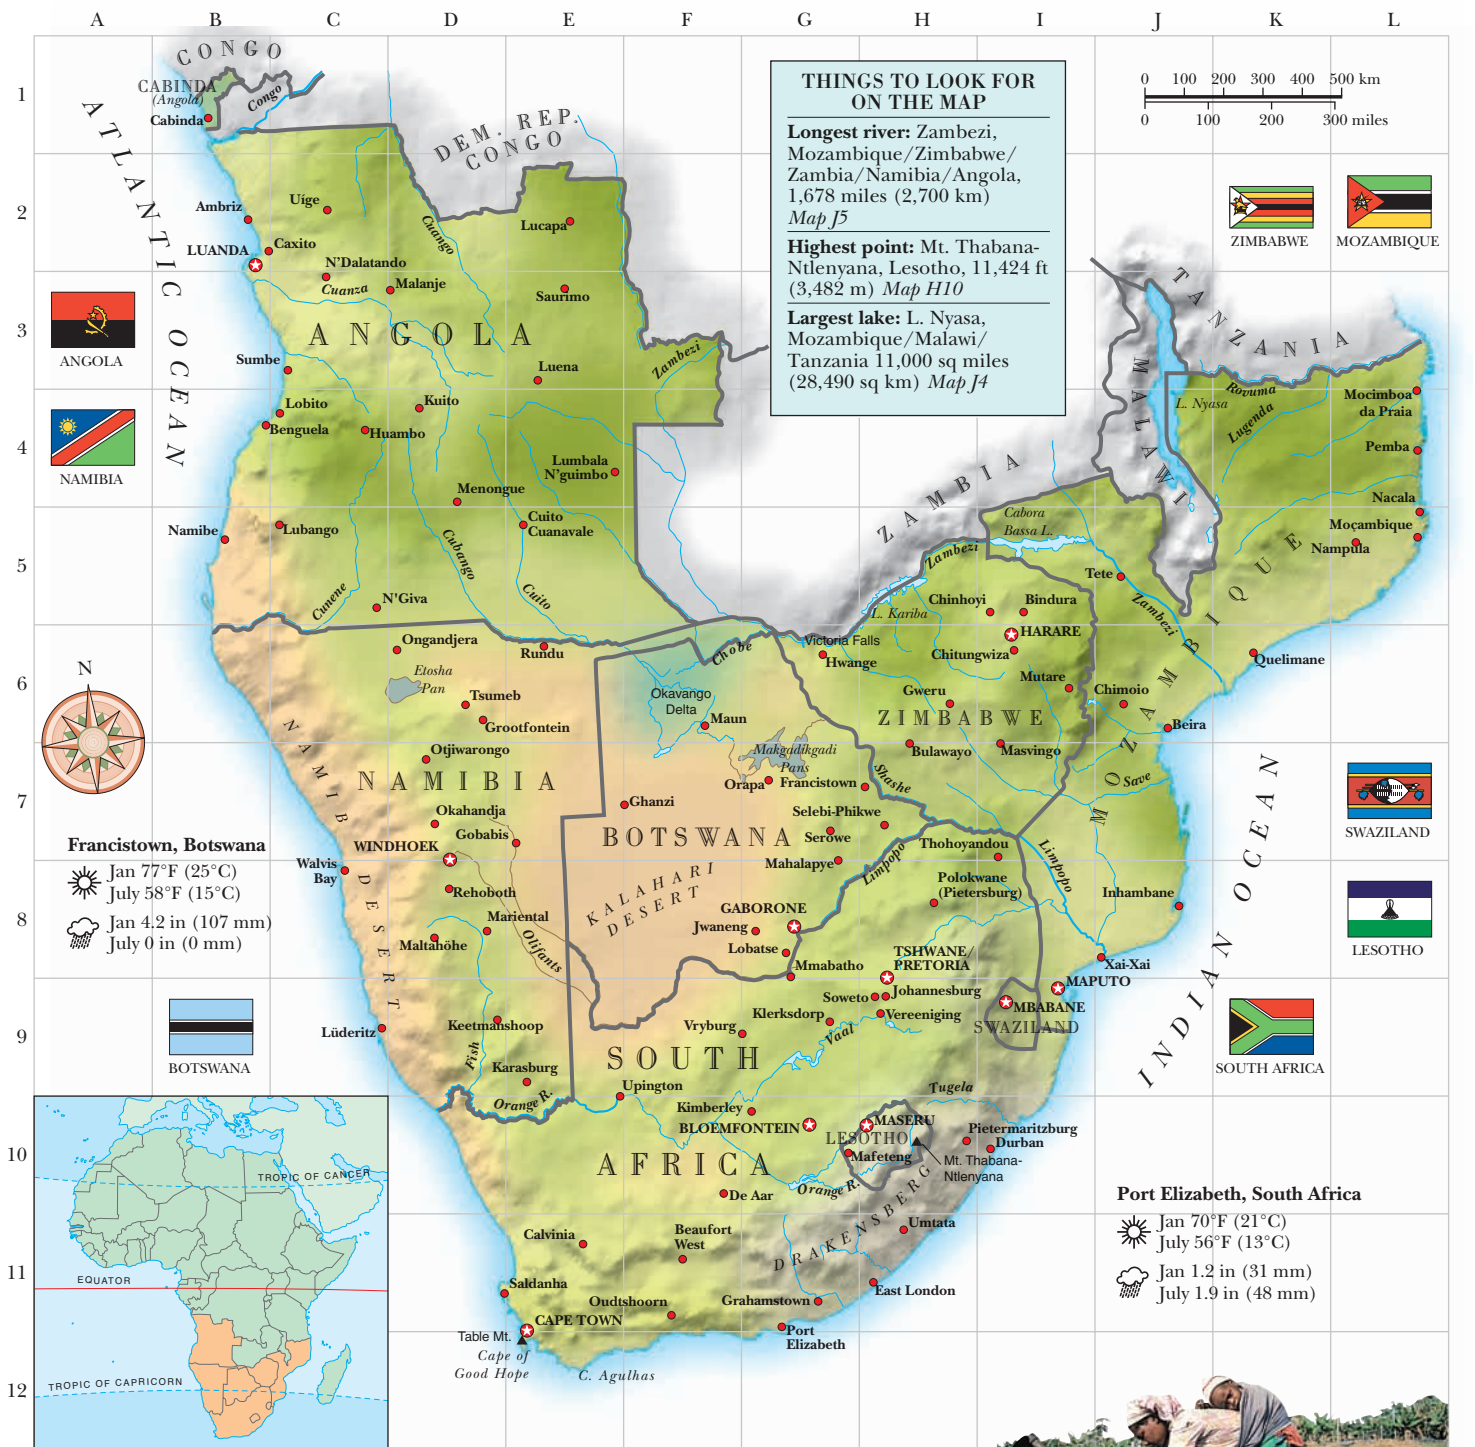 A B C D E F G H I J K L
1
2
3
4
5
6
7
8
9
10
11
12
THINGS TO LOOK FOR
ON THE MAP
Longest river: Zambezi,
Mozambique/Zimbabwe/
Zambia/Namibia/Angola,
1,678 miles (2,700 km)
Map J5
Highest point: Mt. Thabana-
Ntlenyana, Lesotho, 11,424 ft
(3,482 m) Map H10
Largest lake: L. Nyasa,
Mozambique/Malawi/
Tanzania 11,000 sq miles
(28,490 sq km) Map J4
0 100 200 300 400 500 km
0 100 200 300 miles
ZIMBABWE
MOZAMBIQUE
ANGOLA
NAMIBIA
SWAZILAND
LESOTHO
SOUTH AFRICA
BOTSWANA
CONGO
CABINDA
(Angola)
Cabinda
Congo
DEM. REP.
CONGO
ATLANTIC OCEAN
Ambriz
Uíge
LUANDA
Caxito
N'Dalatando
Cuanza
Malanje
Cuango
Lucapa
Saurimo
ANGOLA
Sumbe
Luena
Zambezi
Lobito
Benguela
Kuito
Huambo
Lumbala
N'guimbo
Menongue
Cuito
Cuanavale
Namibe
Lubango
Cubango
Cunene
N'Giva
Cuito
TANZANIA
MALAWI
L. Nyasa
Rovuma
Lugenda
Mocimboa
da Praia
Pemba
Nacala
Moçambique
Nampula
ZAMBIA
Cabora
Bassa L.
Zambezi
Tete
Zambezi
MOZAMBIQUE
L. Kariba
Chinhoyi
Bindura
HARARE
Chitungwiza
Victoria Falls
Hwange
Quelimane
Mutare
Chimoio
Gweru
ZIMBABWE
Beira
Bulawayo
Masvingo
Save
Ongandjera
Rundu
Etosha
Pan
Tsumeb
Grootfontein
Otjiwarongo
NAMIBIA
NAMIB DESERT
Okahandja
Gobabis
WINDHOEK
Walvis
Bay
Rehoboth
Mariental
Maltahöhe
Olifants
Lüderitz
Keetmanshoop
Fish
Karasburg
Orange R.
Chobe
Okavango
Delta
Maun
Makgadikgadi
Pans
Orapa
Francistown
Shashe
Ghanzi
Selebi-Phikwe
Serowe
BOTSWANA
Mahalapye
Limpopo
KALAHARI
DESERT
GABORONE
Jwaneng
Lobatse
Mmabatho
Thohoyandou
Polokwane
(Pietersburg)
Limpopo
Inhambane
TSHWANE/
PRETORIA
Xai-Xai
MAPUTO
Johannesburg
Soweto
Vereeniging
MBABANE
SWAZILAND
Klerksdorp
Vaal
Vryburg
SOUTH
AFRICA
Upington
Kimberley
BLOEMFONTEIN
Tugela
MASERU
LESOTHO
Mafeteng
Pietermaritzburg
Durban
Mt. Thabana-
Ntlenyana
Orange R.
De Aar
DRAKENSBERG
Umtata
Calvinia
Beaufort
West
Saldanha
Oudtshoorn
Grahamstown
East London
CAPE TOWN
Table Mt.
Cape of
Good Hope
C. Agulhas
Port
Elizabeth
INDIAN OCEAN
N
Francistown, Botswana
Jan 77°F (25°C)
July 58°F (15°C)
Jan 4.2 in (107 mm)
July 0 in (0 mm)
Port Elizabeth, South Africa
Jan 70°F (21°C)
July 56°F (13°C)
Jan 1.2 in (31 mm)
July 1.9 in (48 mm)
TROPIC OF CANCER
EQUATOR
TROPIC OF CAPRICORN